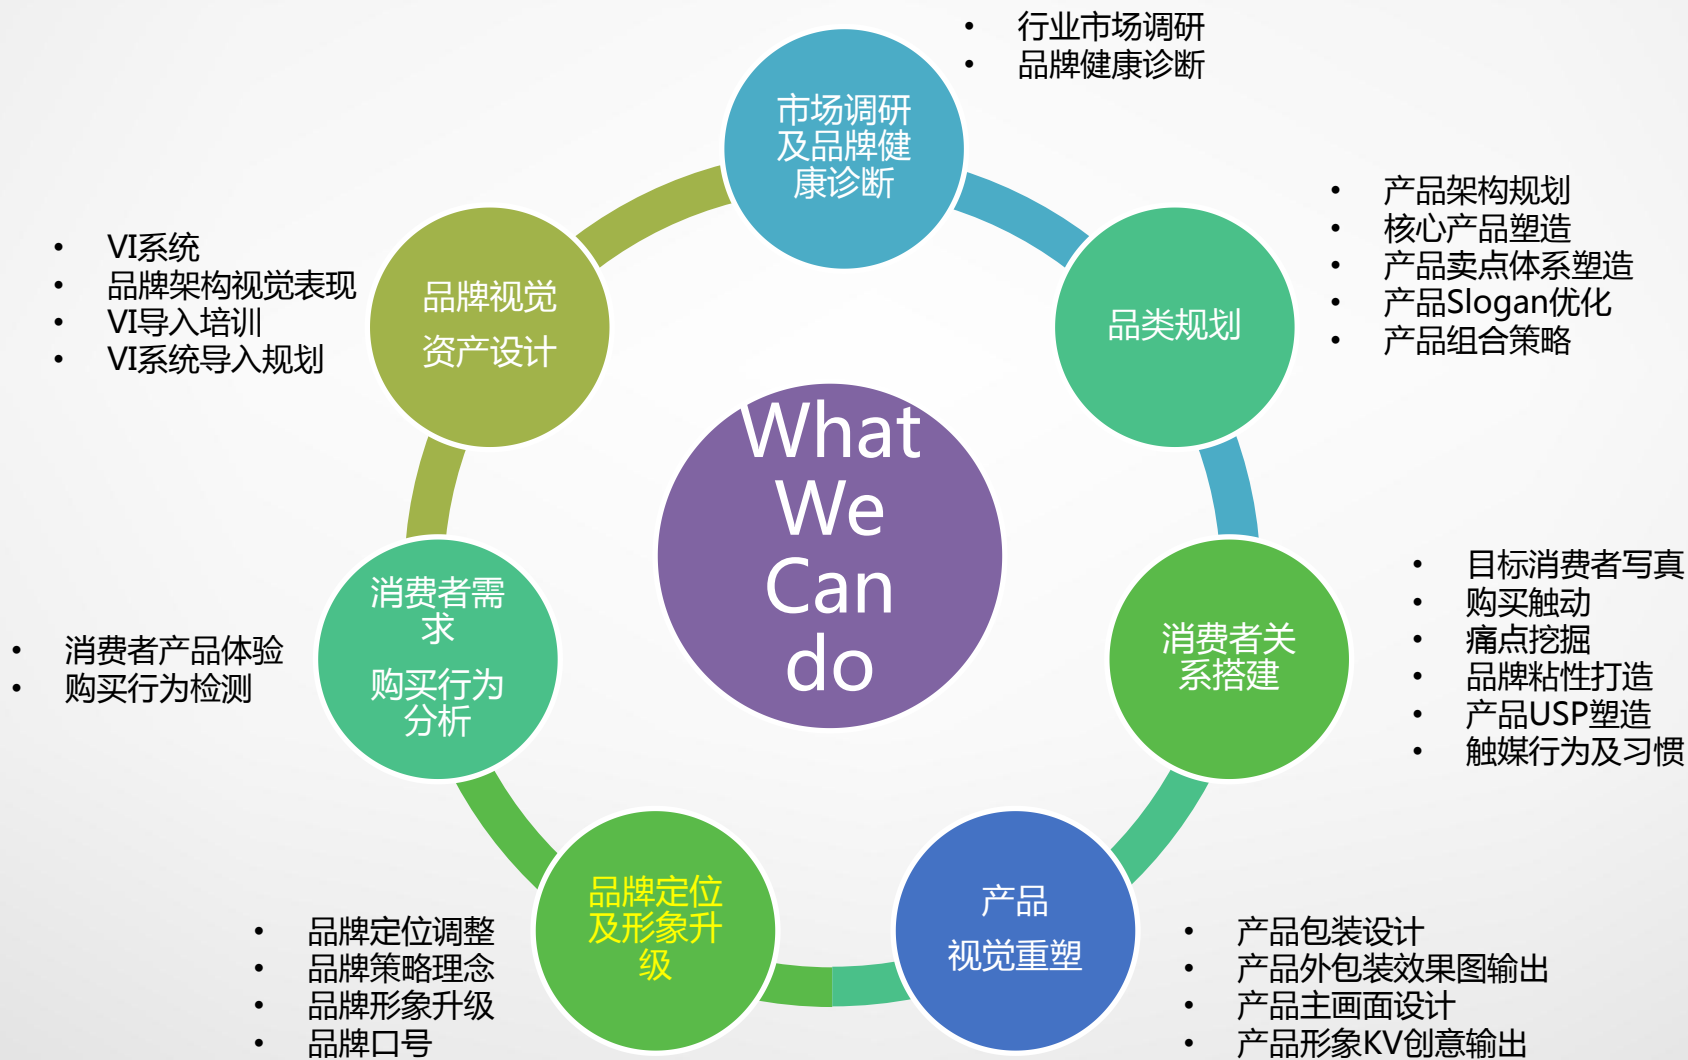 行业市场调研
品牌健康诊断
市场调研
及品牌健
康诊断
产品架构规划
核心产品塑造
产品卖点体系塑造
产品Slogan优化
产品组合策略
品类规划
目标消费者写真
购买触动
痛点挖掘
品牌粘性打造
产品USP塑造
触媒行为及习惯
消费者关
系搭建
产品
视觉重塑
产品包装设计
产品外包装效果图输出
产品主画面设计
产品形象KV创意输出
品牌定位
及形象升
级
品牌定位调整
品牌策略理念
品牌形象升级
品牌口号
消费者需
求
购买行为
分析
消费者产品体验
购买行为检测
品牌视觉
资产设计
VI系统
品牌架构视觉表现
VI导入培训
VI系统导入规划
What
We
Can
do